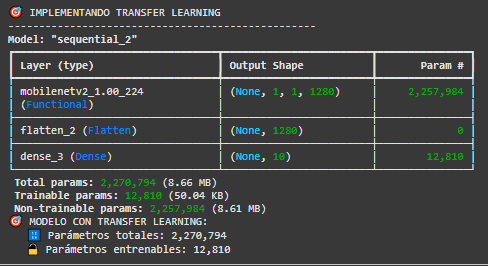 🎯 IMPLEMENTANDO TRANSFER LEARNING
--------------------------------------------------
Model: "sequential_2"
Layer (type) Output Shape Param #
mobilenetv2_1.00_224 (None, 1, 1, 1280) 2,257,984
(Functional)
flatten_2 (Flatten) (None, 1280) 0
dense_3 (Dense) (None, 10) 12,810
Total params: 2,270,794 (8.66 MB)
Trainable params: 12,810 (50.04 KB)
Non-trainable params: 2,257,984 (8.61 MB)
🎯 MODELO CON TRANSFER LEARNING:
🔢 Parámetros totales: 2,270,794
🔓 Parámetros entrenables: 12,810